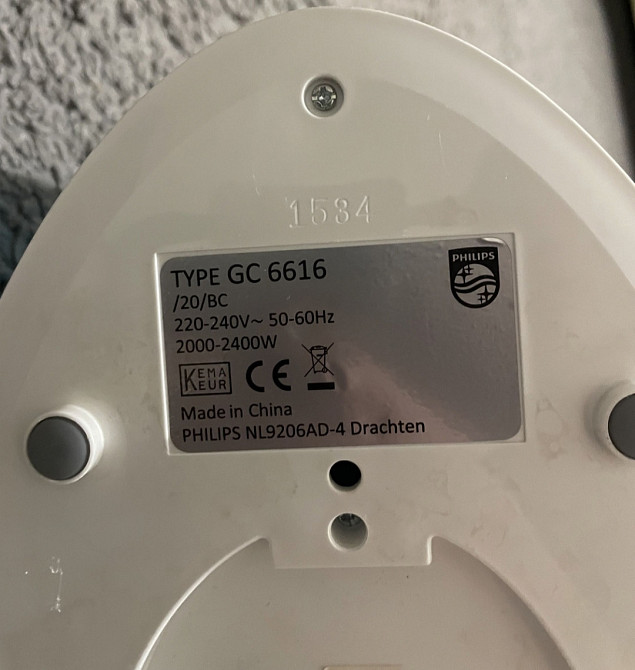 1534
TYPE GC 6616
/20/BC
220-240V~ 50-60Hz
2000-2400W
KEMA
KEUR
CE
Made in China
PHILIPS NL9206AD-4 Drachten
PHILIPS